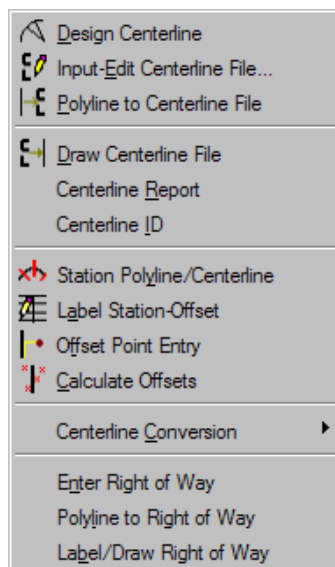 Design Centerline
Input-Edit Centerline File...
Polyline to Centerline File
Draw Centerline File
Centerline Report
Centerline ID
Station Polyline/Centerline
Label Station-Offset
Offset Point Entry
Calculate Offsets
Centerline Conversion
Enter Right of Way
Polyline to Right of Way
Label/Draw Right of Way